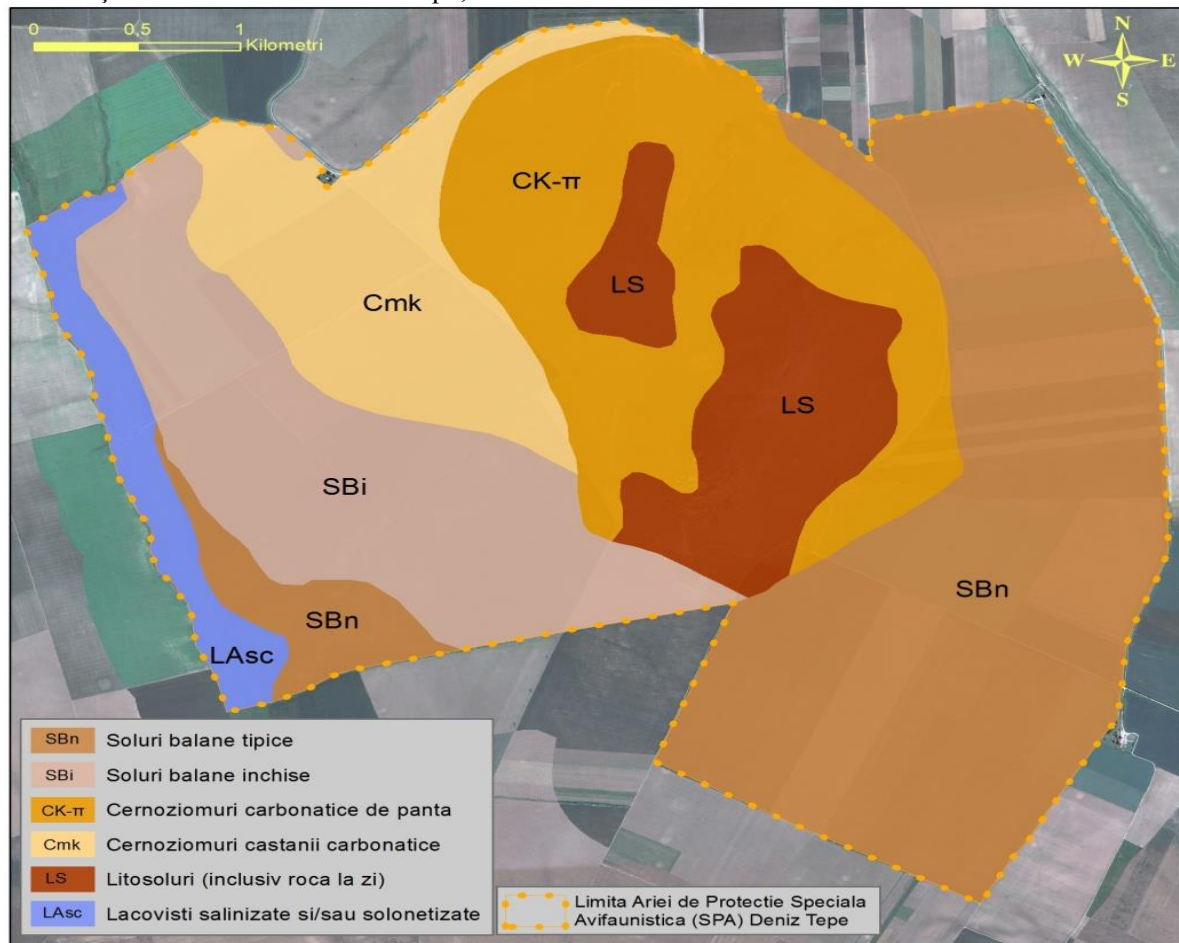 0 0,5 1
Kilometri
N
W E
S
CK-π
LS
Cmk
LS
SBi
SBn
SBn
LAsc
SBn Soluri balane tipice
SBi Soluri balane inchise
CK-π Cernoziomuri carbonatice de panta
Cmk Cernoziomuri castanii carbonatice
LS Litosoluri (inclusiv roca la zi)
LAsc Lacovisti salinizate si/sau solonetizate
Limita Ariei de Protectie Speciala
Avifaunistica (SPA) Deniz Tepe